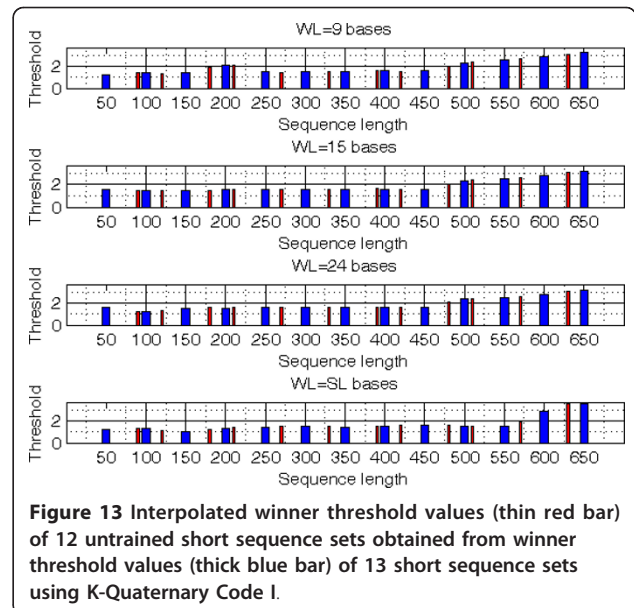 WL=9 bases
Threshold
2
0
50 100 150 200 250 300 350 400 450 500 550 600 650
Sequence length
WL=15 bases
Threshold
2
0
50 100 150 200 250 300 350 400 450 500 550 600 650
Sequence length
WL=24 bases
Threshold
2
0
50 100 150 200 250 300 350 400 450 500 550 600 650
Sequence length
WL=SL bases
Threshold
2
0
50 100 150 200 250 300 350 400 450 500 550 600 650
Sequence length
Figure 13 Interpolated winner threshold values (thin red bar)
of 12 untrained short sequence sets obtained from winner
threshold values (thick blue bar) of 13 short sequence sets
using K-Quaternary Code I.